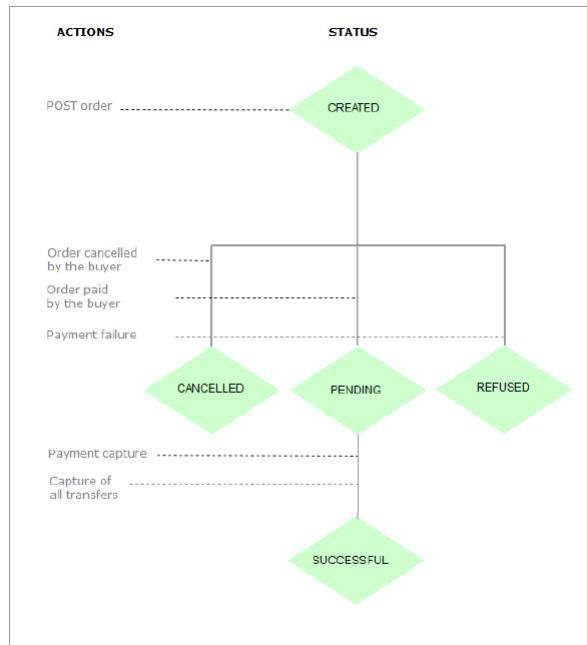 ACTIONS STATUS
POST order CREATED
Order cancelled
by the buyer
Order paid
by the buyer
Payment failure
CANCELLED PENDING REFUSED
Payment capture
Capture of
all transfers
SUCCESSFUL